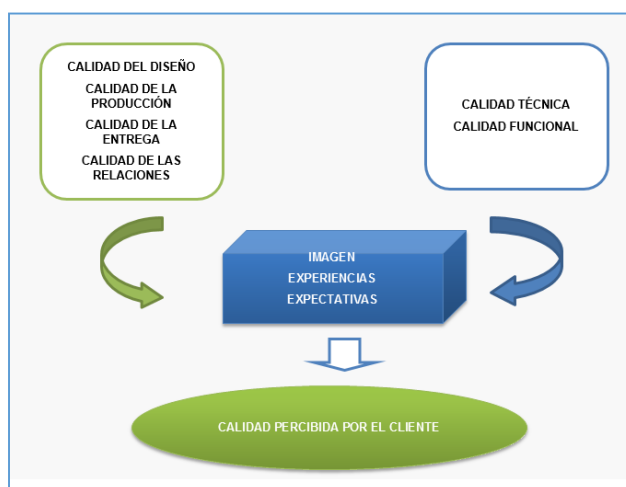 CALIDAD DEL DISEÑO
CALIDAD DE LA
PRODUCCIÓN
CALIDAD DE LA
ENTREGA
CALIDAD DE LAS
RELACIONES
CALIDAD TÉCNICA
CALIDAD FUNCIONAL
IMAGEN
EXPERIENCIAS
EXPECTATIVAS
CALIDAD PERCIBIDA POR EL CLIENTE